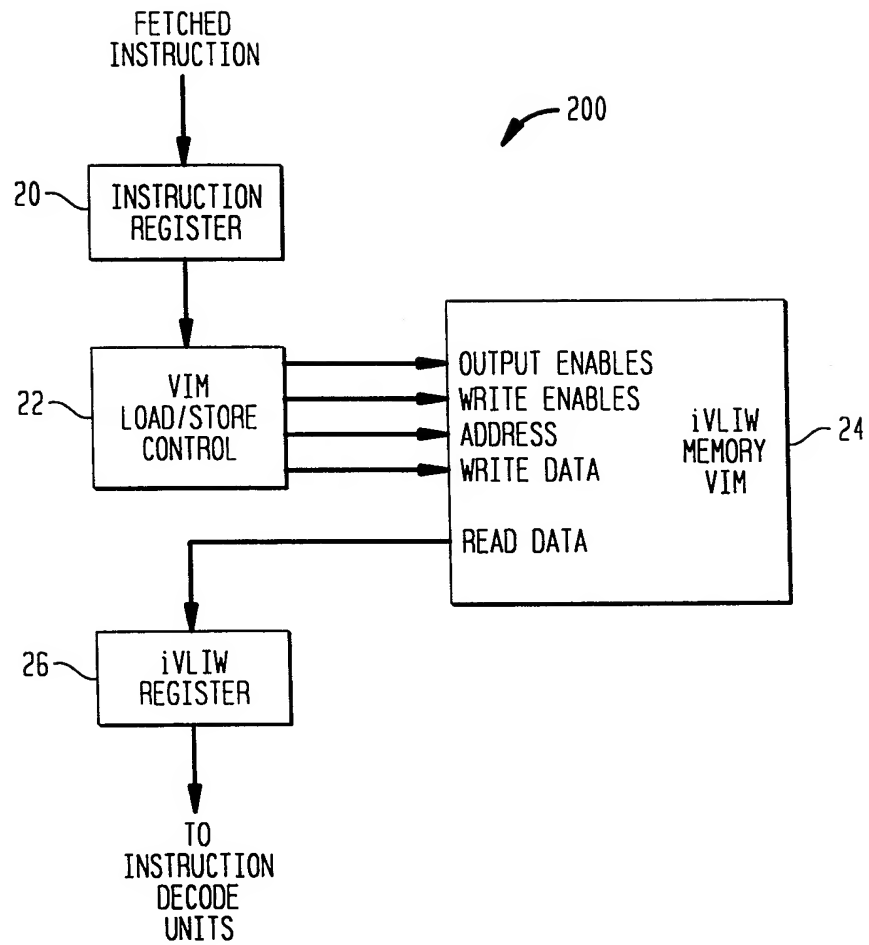 FETCHED
INSTRUCTION
200
20
INSTRUCTION
REGISTER
22
VIM
LOAD/STORE
CONTROL
OUTPUT ENABLES
WRITE ENABLES
ADDRESS
WRITE DATA
READ DATA
iVLIW
MEMORY
VIM
24
26
iVLIW
REGISTER
TO
INSTRUCTION
DECODE
UNITS